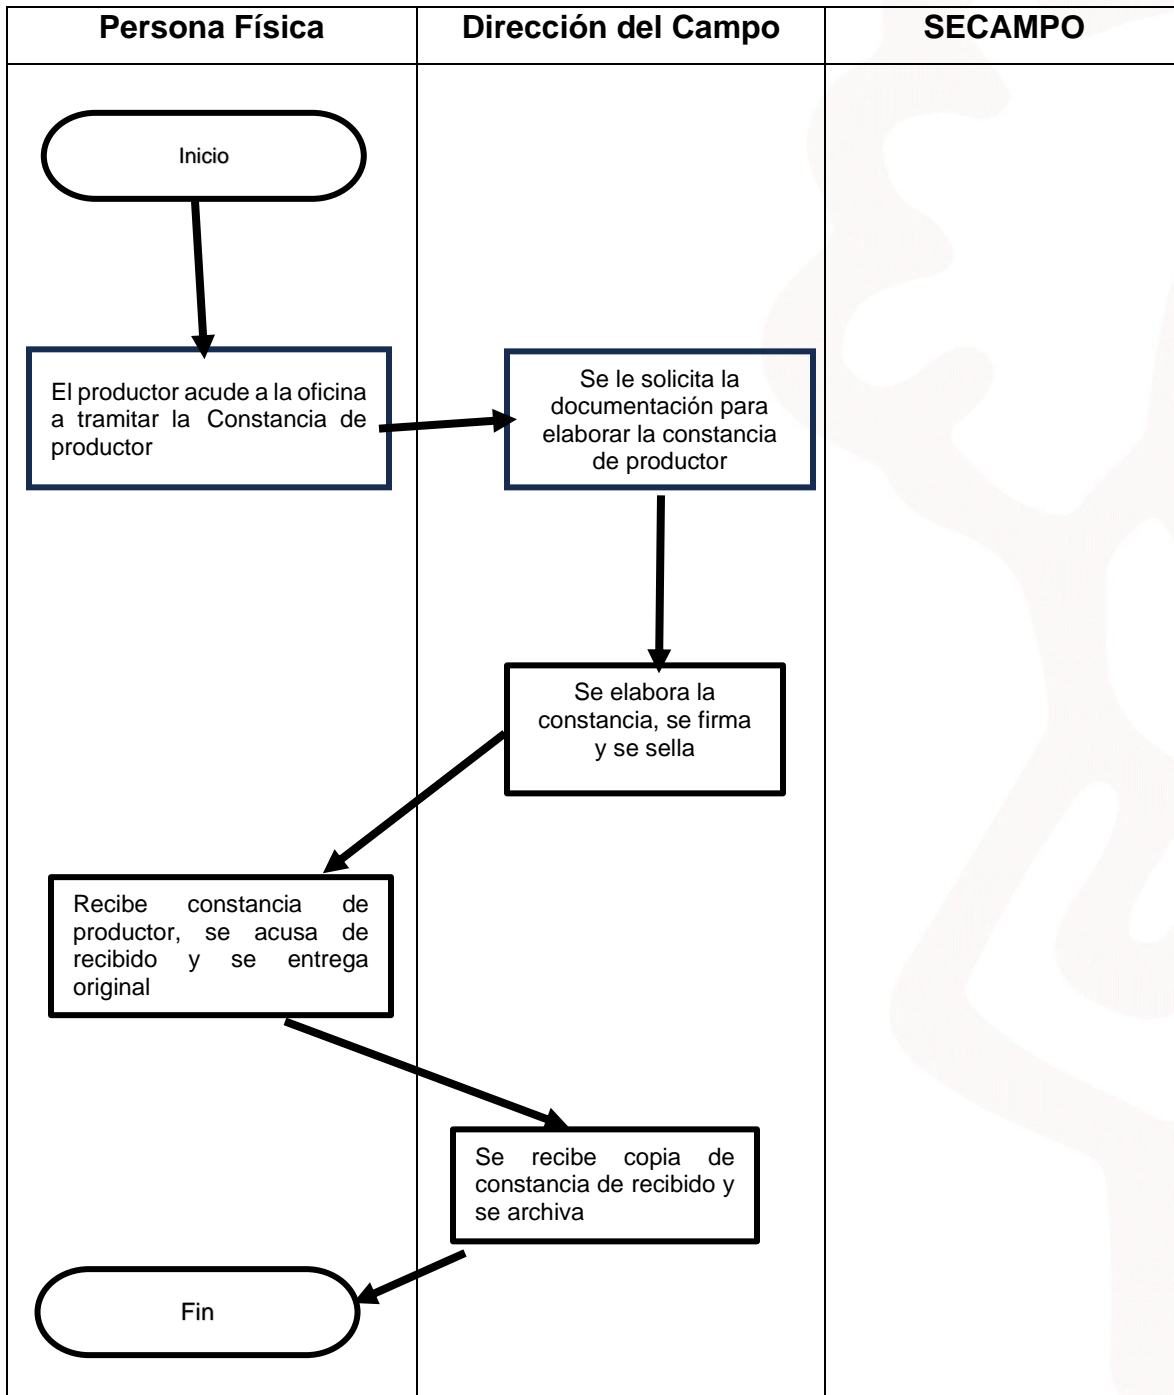 Persona Física
Dirección del Campo
SECAMPO
Inicio
El productor acude a la oficina
a tramitar la Constancia de
productor
Se le solicita la
documentación para
elaborar la constancia
de productor
Se elabora la
constancia, se firma
y se sella
Recibe constancia de
productor, se acusa de
recibido y se entrega
original
Se recibe copia de
constancia de recibido y
se archiva
Fin